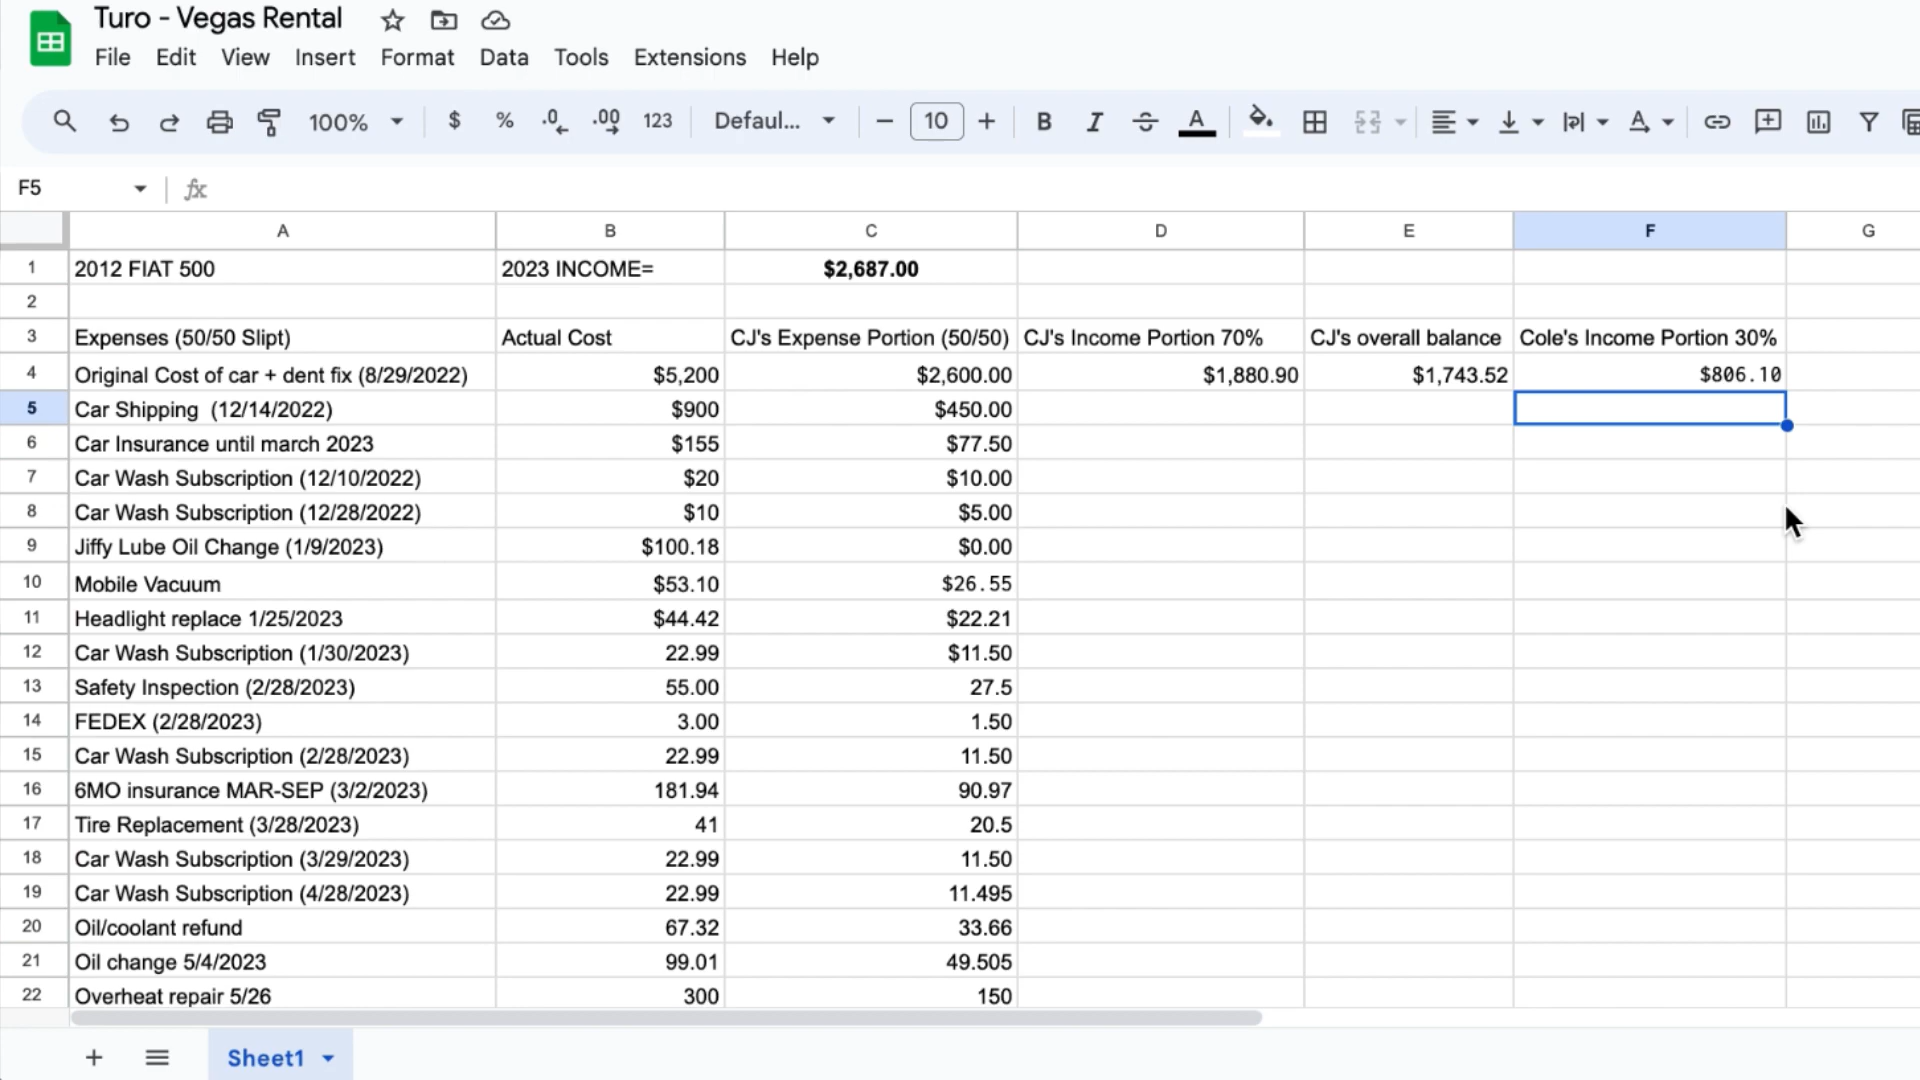 Turo - Vegas Rental
File Edit View Insert Format Data Tools Extensions Help
100% $ % .0 .00 123 Defaul... 10 B I S A
F5 fx
A B C D E F G
1 2012 FIAT 500 2023 INCOME= $2,687.00
2
3 Expenses (50/50 Slipt) Actual Cost CJ's Expense Portion (50/50) CJ's Income Portion 70% CJ's overall balance Cole's Income Portion 30%
4 Original Cost of car + dent fix (8/29/2022) $5,200 $2,600.00 $1,880.90 $1,743.52 $806.10
5 Car Shipping (12/14/2022) $900 $450.00
6 Car Insurance until march 2023 $155 $77.50
7 Car Wash Subscription (12/10/2022) $20 $10.00
8 Car Wash Subscription (12/28/2022) $10 $5.00
9 Jiffy Lube Oil Change (1/9/2023) $100.18 $0.00
10 Mobile Vacuum $53.10 $26.55
11 Headlight replace 1/25/2023 $44.42 $22.21
12 Car Wash Subscription (1/30/2023) 22.99 $11.50
13 Safety Inspection (2/28/2023) 55.00 27.5
14 FEDEX (2/28/2023) 3.00 1.50
15 Car Wash Subscription (2/28/2023) 22.99 11.50
16 6MO insurance MAR-SEP (3/2/2023) 181.94 90.97
17 Tire Replacement (3/28/2023) 41 20.5
18 Car Wash Subscription (3/29/2023) 22.99 11.50
19 Car Wash Subscription (4/28/2023) 22.99 11.495
20 Oil/coolant refund 67.32 33.66
21 Oil change 5/4/2023 99.01 49.505
22 Overheat repair 5/26 300 150
Sheet1